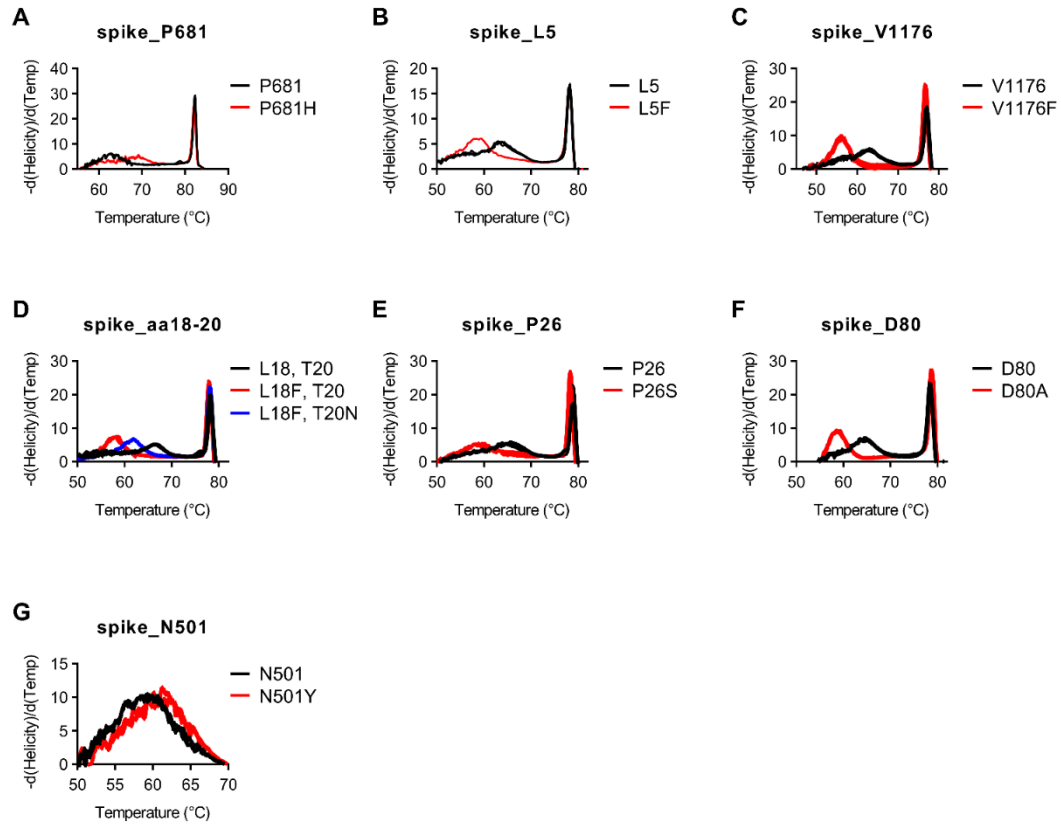 A
spike_P681
-d(Helicity)/d(Temp)
40
30
20
10
0
60
70
80
90
Temperature (°C)
P681
P681H
B
spike_L5
-d(Helicity)/d(Temp)
20
15
10
5
0
50
60
70
80
Temperature (°C)
L5
L5F
C
spike_V1176
-d(Helicity)/d(Temp)
30
20
10
0
50
60
70
80
Temperature (°C)
V1176
V1176F
D
spike_aa18-20
-d(Helicity)/d(Temp)
30
20
10
0
50
60
70
80
Temperature (°C)
L18, T20
L18F, T20
L18F, T20N
E
spike_P26
-d(Helicity)/d(Temp)
30
20
10
0
50
60
70
80
Temperature (°C)
P26
P26S
F
spike_D80
-d(Helicity)/d(Temp)
30
20
10
0
50
60
70
80
Temperature (°C)
D80
D80A
G
spike_N501
-d(Helicity)/d(Temp)
15
10
5
0
50
55
60
65
70
Temperature (°C)
N501
N501Y